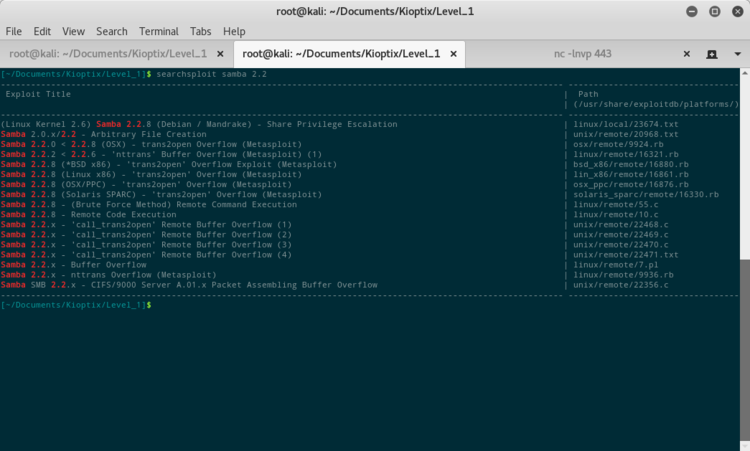 root@kali: ~/Documents/Kioptix/Level_1
File Edit View Search Terminal Tabs Help
root@kali: ~/Documents/Kioptix/Level_1 × root@kali: ~/Documents/Kioptix/Level_1 × nc -lnvp 443 ×
[~/Documents/Kioptix/Level_1]$ searchsploit samba 2.2
Exploit Title | Path
| (/usr/share/exploitdb/platforms/)
(Linux Kernel 2.6) Samba 2.2.8 (Debian / Mandrake) - Share Privilege Escalation | linux/local/23674.txt
Samba 2.0.x/2.2 - Arbitrary File Creation | unix/remote/20968.txt
Samba 2.2.0 < 2.2.8 (OSX) - trans2open Overflow (Metasploit) | osx/remote/9924.rb
Samba 2.2.2 < 2.2.6 - 'nttrans' Buffer Overflow (Metasploit) (1) | linux/remote/16321.rb
Samba 2.2.8 (*BSD x86) - 'trans2open' Overflow Exploit (Metasploit) | bsd_x86/remote/16880.rb
Samba 2.2.8 (Linux x86) - 'trans2open' Overflow (Metasploit) | lin_x86/remote/16861.rb
Samba 2.2.8 (OSX/PPC) - 'trans2open' Overflow (Metasploit) | osx_ppc/remote/16876.rb
Samba 2.2.8 (Solaris SPARC) - 'trans2open' Overflow (Metasploit) | solaris_sparc/remote/16330.rb
Samba 2.2.8 - (Brute Force Method) Remote Command Execution | linux/remote/55.c
Samba 2.2.8 - Remote Code Execution | linux/remote/10.c
Samba 2.2.x - 'call_trans2open' Remote Buffer Overflow (1) | unix/remote/22468.c
Samba 2.2.x - 'call_trans2open' Remote Buffer Overflow (2) | unix/remote/22469.c
Samba 2.2.x - 'call_trans2open' Remote Buffer Overflow (3) | unix/remote/22470.c
Samba 2.2.x - 'call_trans2open' Remote Buffer Overflow (4) | unix/remote/22471.txt
Samba 2.2.x - Buffer Overflow | linux/remote/7.pl
Samba 2.2.x - nttrans Overflow (Metasploit) | linux/remote/9936.rb
Samba SMB 2.2.x - CIFS/9000 Server A.01.x Packet Assembling Buffer Overflow | unix/remote/22356.c
[~/Documents/Kioptix/Level_1]$